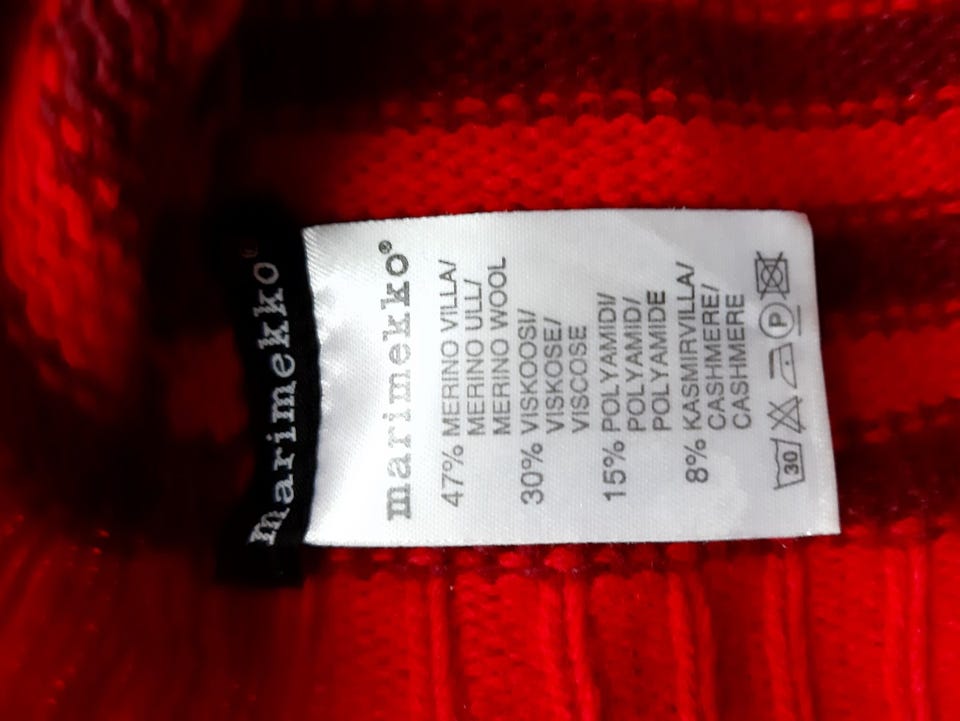 marimekko®
marimekko®
47% MERINO VILLA/
MERINO ULL/
MERINO WOOL
30% VISKOOSI/
VISKOSE/
VISCOSE
15% POLYAMIDI/
POLYAMID/
POLYAMIDE
8% KASMIRVILLA/
CASHMERE/
CASHMERE
30 P